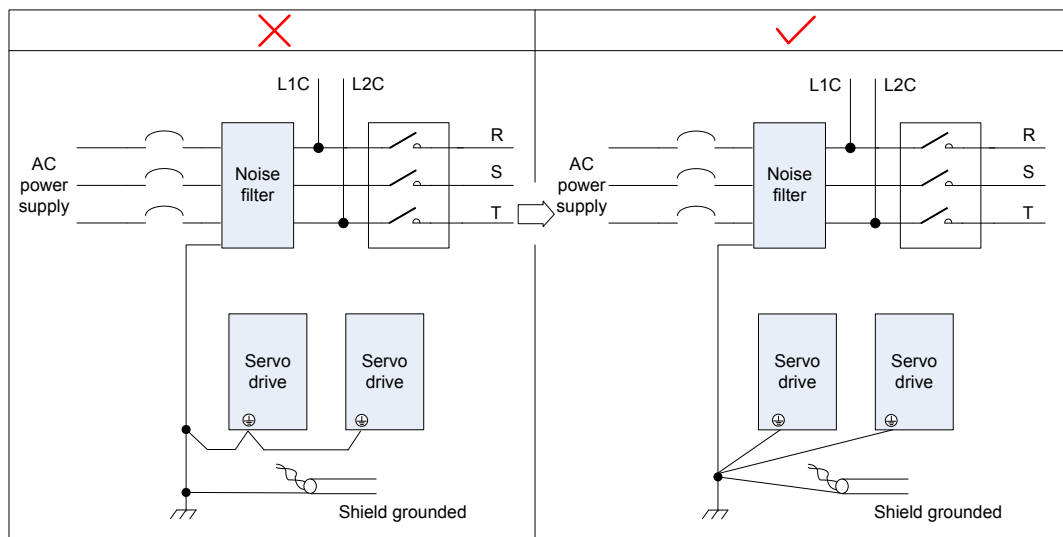 L1C L2C
R
AC
power
supply
Noise
filter
S
T
Servo
drive
Servo
drive
Shield grounded
L1C L2C
R
AC
power
supply
Noise
filter
S
T
Servo
drive
Servo
drive
Shield grounded